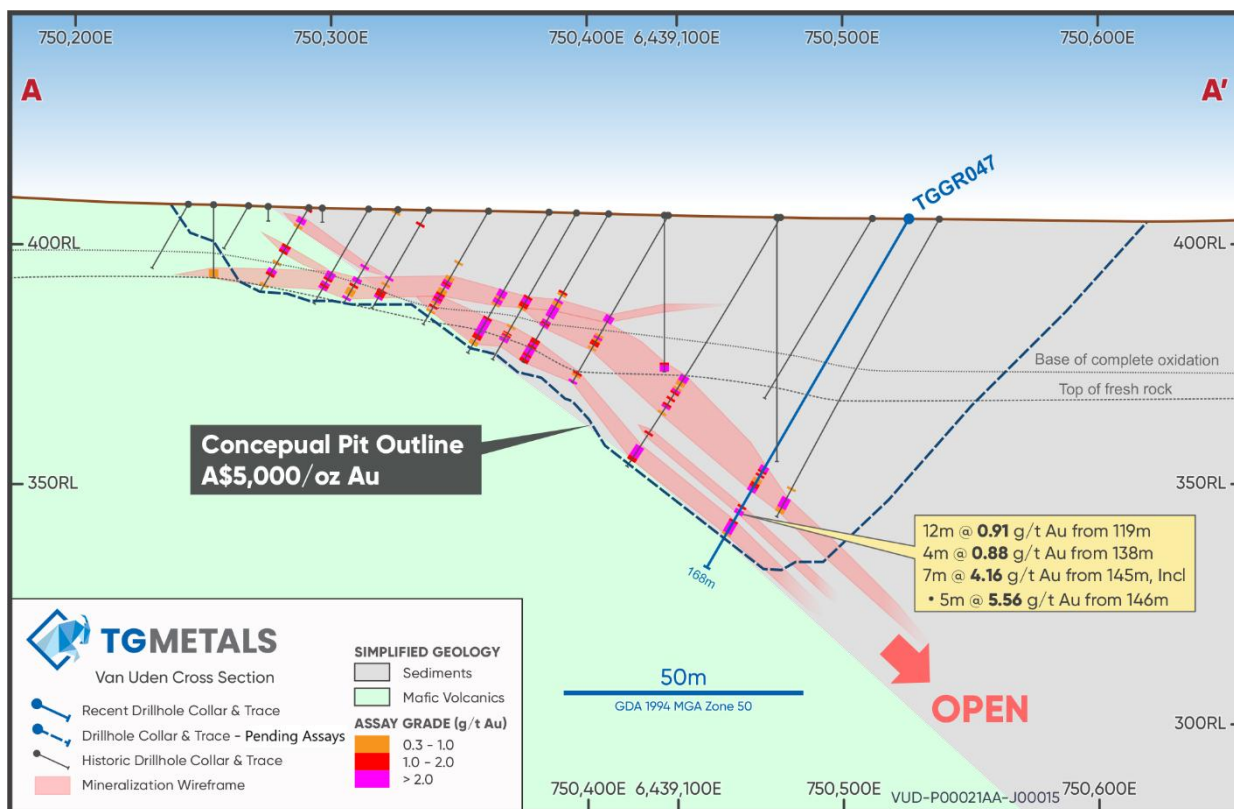 750,200E 750,300E 750,400E 6,439,100E 750,500E 750,600E
A A'
TGGR047
400RL 400RL
Base of complete oxidation
Top of fresh rock
Concepual Pit Outline
A$5,000/oz Au
350RL 350RL
12m @ 0.91 g/t Au from 119m
4m @ 0.88 g/t Au from 138m
7m @ 4.16 g/t Au from 145m, Incl
• 5m @ 5.56 g/t Au from 146m
168m
TGMETALS
Van Uden Cross Section
Recent Drillhole Collar & Trace
Drillhole Collar & Trace - Pending Assays
Historic Drillhole Collar & Trace
Mineralization Wireframe
SIMPLIFIED GEOLOGY
Sediments
Mafic Volcanics
ASSAY GRADE (g/t Au)
0.3 - 1.0
1.0 - 2.0
> 2.0
50m
GDA 1994 MGA Zone 50
OPEN
300RL
750,400E 6,439,100E 750,500E 750,600E
VUD-P00021AA-J00015